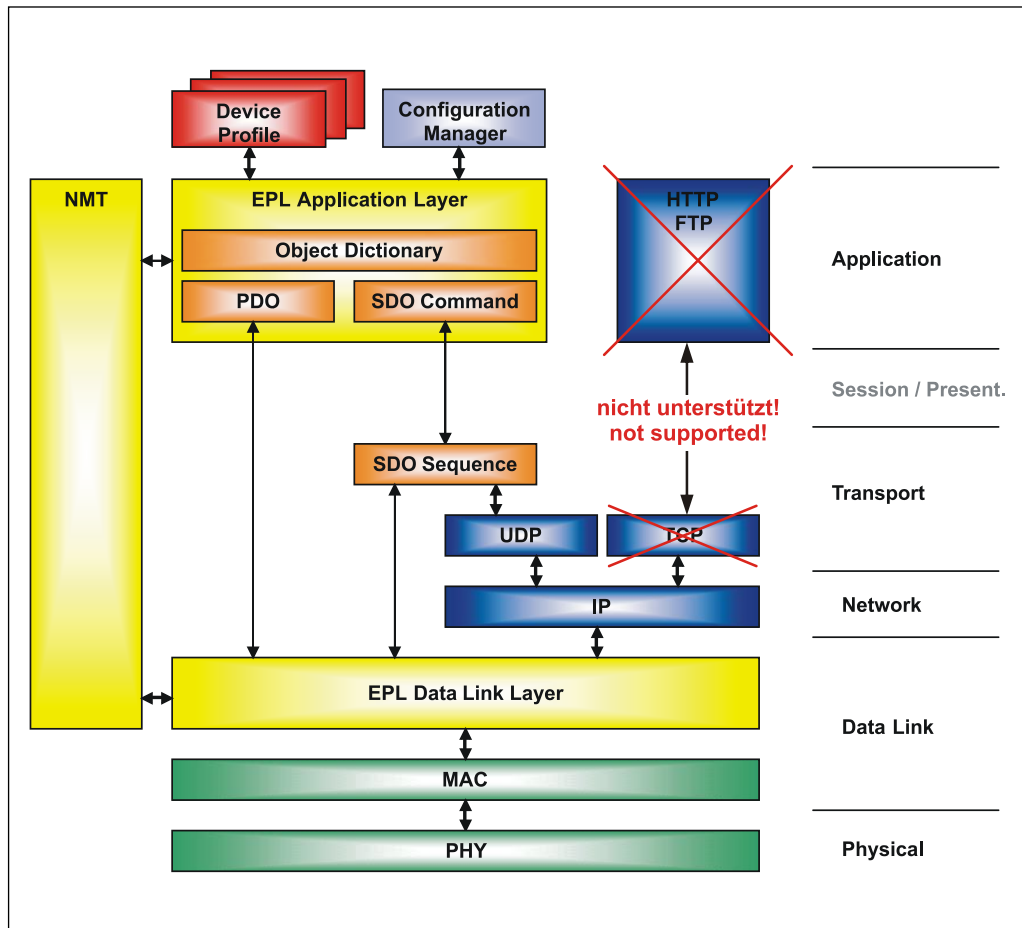 Device
Profile
Configuration
Manager
NMT
EPL Application Layer
HTTP
FTP
Object Dictionary
Application
PDO
SDO Command
Session / Present.
nicht unterstützt!
not supported!
SDO Sequence
Transport
UDP
TCP
IP
Network
EPL Data Link Layer
Data Link
MAC
PHY
Physical